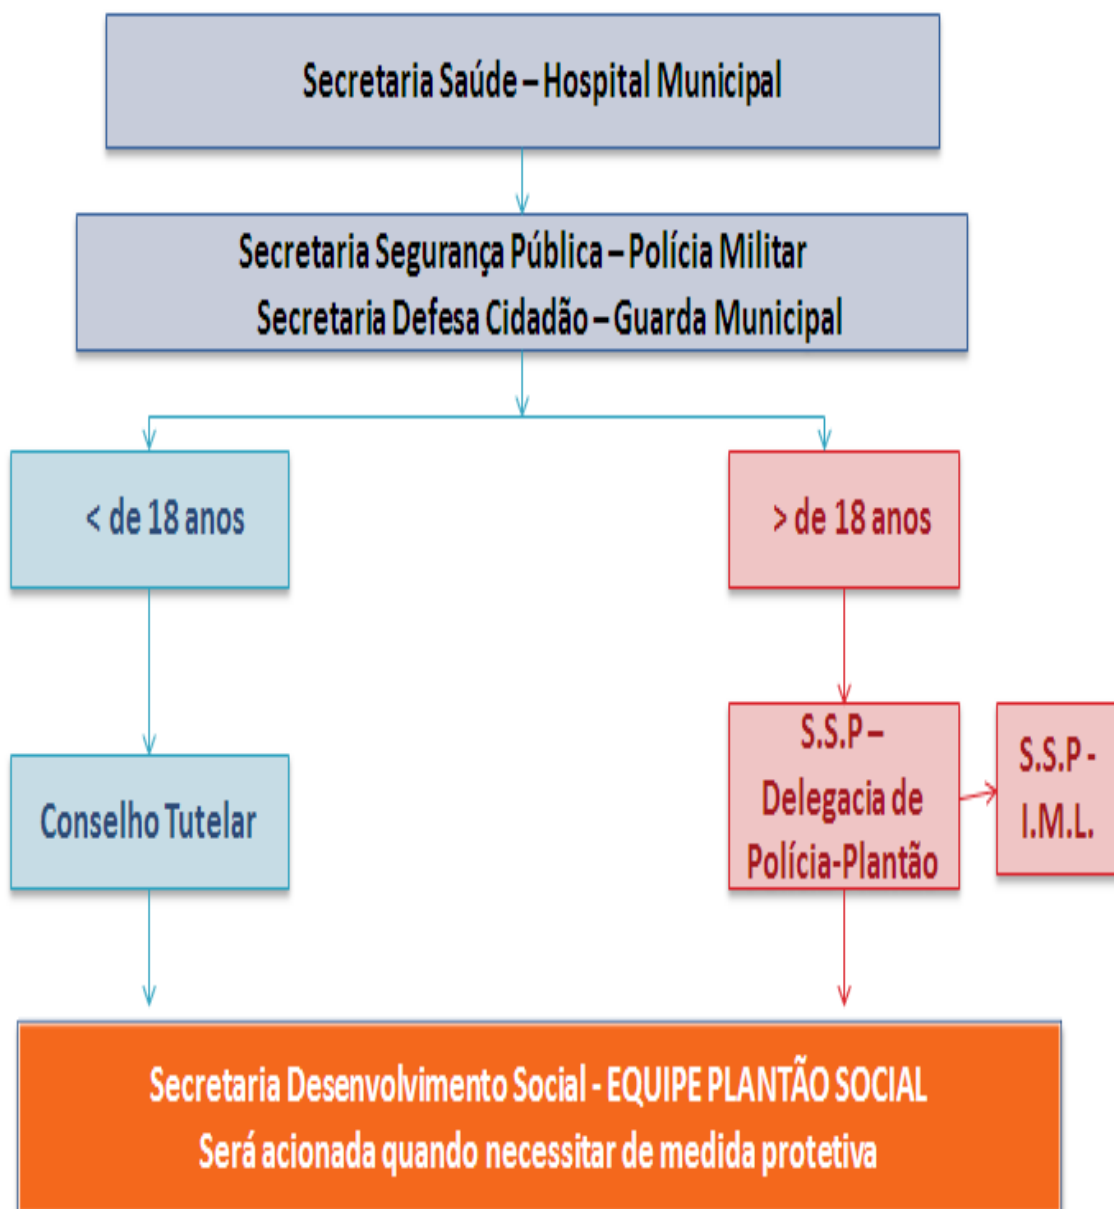 Secretaria Saúde – Hospital Municipal
Secretaria Segurança Pública – Polícia Militar
Secretaria Defesa Cidadão – Guarda Municipal
< de 18 anos
> de 18 anos
Conselho Tutelar
S.S.P –
Delegacia de
Polícia-Plantão
S.S.P -
I.M.L.
Secretaria Desenvolvimento Social - EQUIPE PLANTÃO SOCIAL
Será acionada quando necessitar de medida protetiva